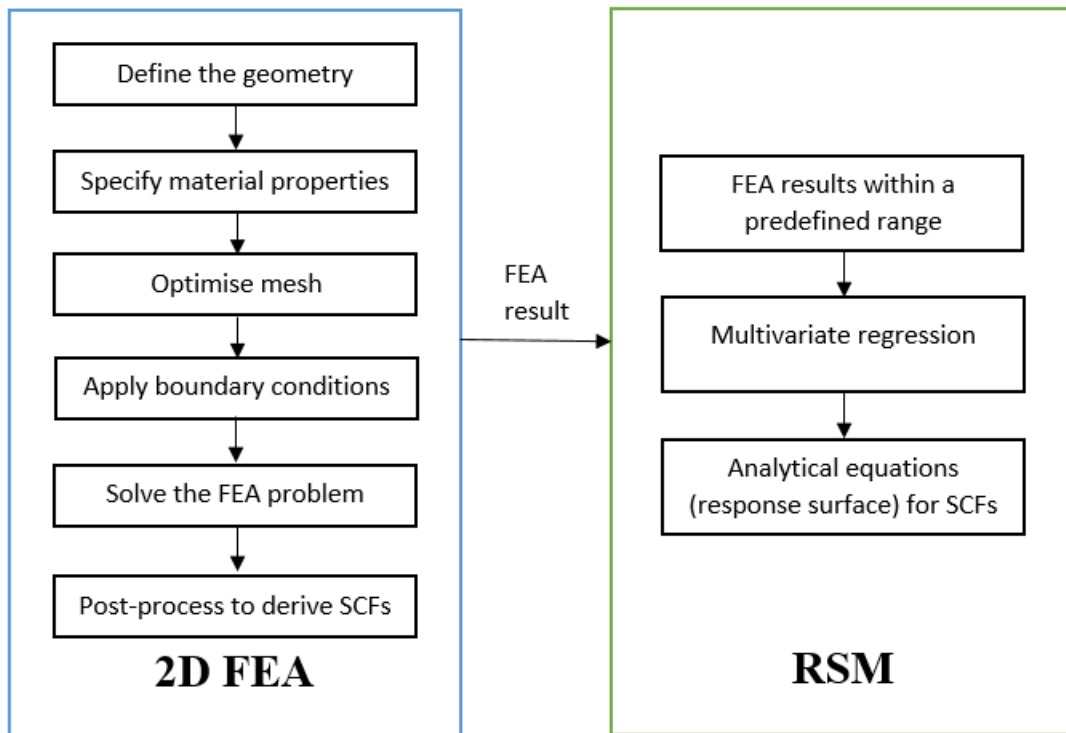 Define the geometry
Specify material properties
Optimise mesh
Apply boundary conditions
Solve the FEA problem
Post-process to derive SCFs
2D FEA
FEA
result
FEA results within a
predefined range
Multivariate regression
Analytical equations
(response surface) for SCFs
RSM